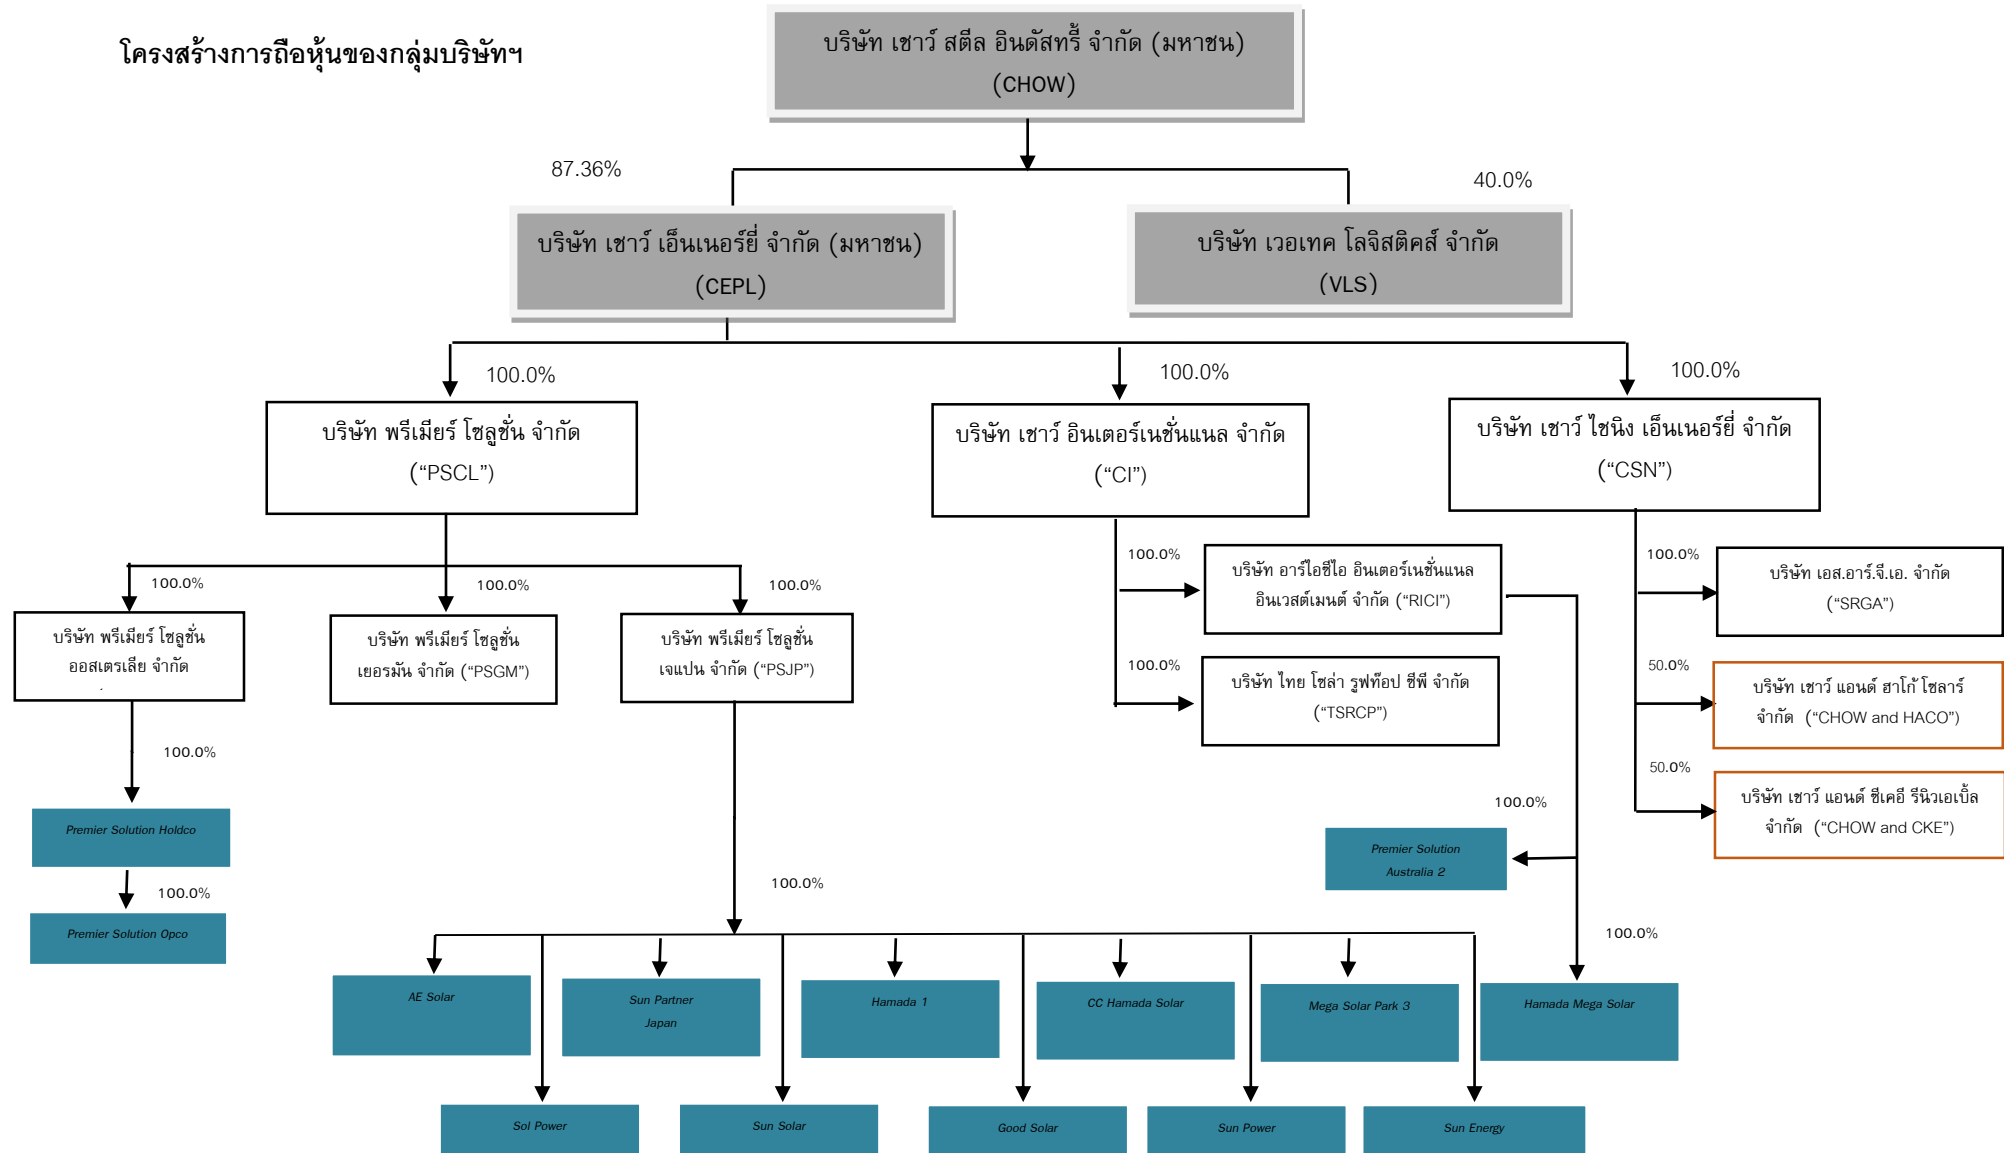 โครงสร้างการถือหุ้นของกลุ่มบริษัทฯ
บริษัท เชาว์ สตีล อินดัสทรี้ จำกัด (มหาชน)
(CHOW)
87.36%
40.0%
บริษัท เชาว์ เอ็นเนอร์ยี่ จำกัด (มหาชน)
(CEPL)
บริษัท เวอเทค โลจิสติคส์ จำกัด
(VLS)
100.0%
100.0%
100.0%
บริษัท พรีเมียร์ โซลูชั่น จำกัด
(“PSCL”)
บริษัท เชาว์ อินเตอร์เนชั่นแนล จำกัด
(“CI”)
บริษัท เชาว์ ไชนิง เอ็นเนอร์ยี่ จำกัด
(“CSN”)
100.0%
100.0%
100.0%
100.0%
100.0%
บริษัท พรีเมียร์ โซลูชั่น
ออสเตรเลีย จำกัด
บริษัท พรีเมียร์ โซลูชั่น
เยอรมัน จำกัด (“PSGM”)
บริษัท พรีเมียร์ โซลูชั่น
เจแปน จำกัด (“PSJP”)
บริษัท อาร์ไอซีไอ อินเตอร์เนชั่นแนล
อินเวสต์เมนต์ จำกัด (“RICI”)
บริษัท เอส.อาร์.จี.เอ. จำกัด
(“SRGA”)
100.0%
50.0%
บริษัท ไทย โซล่า รูฟท็อป ซีพี จำกัด
(“TSRCP”)
บริษัท เชาว์ แอนด์ ฮาโก้ โซลาร์
จำกัด (“CHOW and HACO”)
100.0%
50.0%
บริษัท เชาว์ แอนด์ ซีเคอี รีนิวเอเบิ้ล
จำกัด (“CHOW and CKE”)
100.0%
Premier Solution Holdco
Premier Solution
Australia 2
100.0%
100.0%
Premier Solution Opco
100.0%
AE Solar
Sun Partner
Japan
Hamada 1
CC Hamada Solar
Mega Solar Park 3
Hamada Mega Solar
Sol Power
Sun Solar
Good Solar
Sun Power
Sun Energy